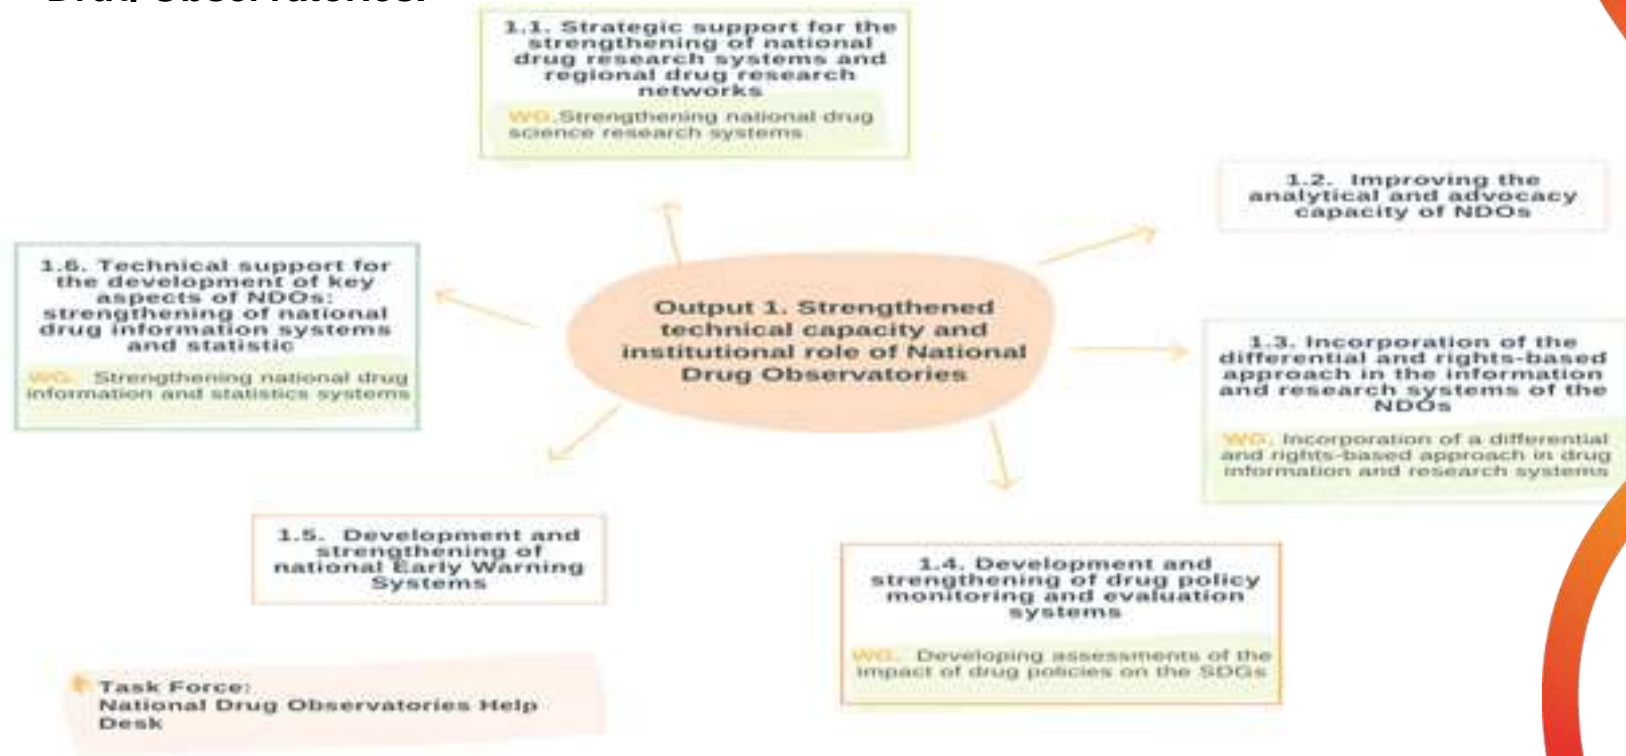 Drug Observatories.
1.1. Strategic support for the
strengthening of national
drug research systems and
regional drug research
networks
WG.Strengthening national drug
science research systems
1.2. Improving the
analytical and advocacy
capacity of NDOs
1.6. Technical support for
the development of key
aspects of NDOs:
strengthening of national
drug information systems
and statistic
WG. Strengthening national drug
information and statistics systems
Output 1. Strengthened
technical capacity and
institutional role of National
Drug Observatories
1.3. Incorporation of the
differential and rights-based
approach in the information
and research systems of the
NDOs
WG. Incorporation of a differential
and rights-based approach in drug
information and research systems
1.5. Development and
strengthening of
national Early Warning
Systems
1.4. Development and
strengthening of drug policy
monitoring and evaluation
systems
WG. Developing assessments of the
impact of drug policies on the SDGs
Task Force:
National Drug Observatories Help
Desk